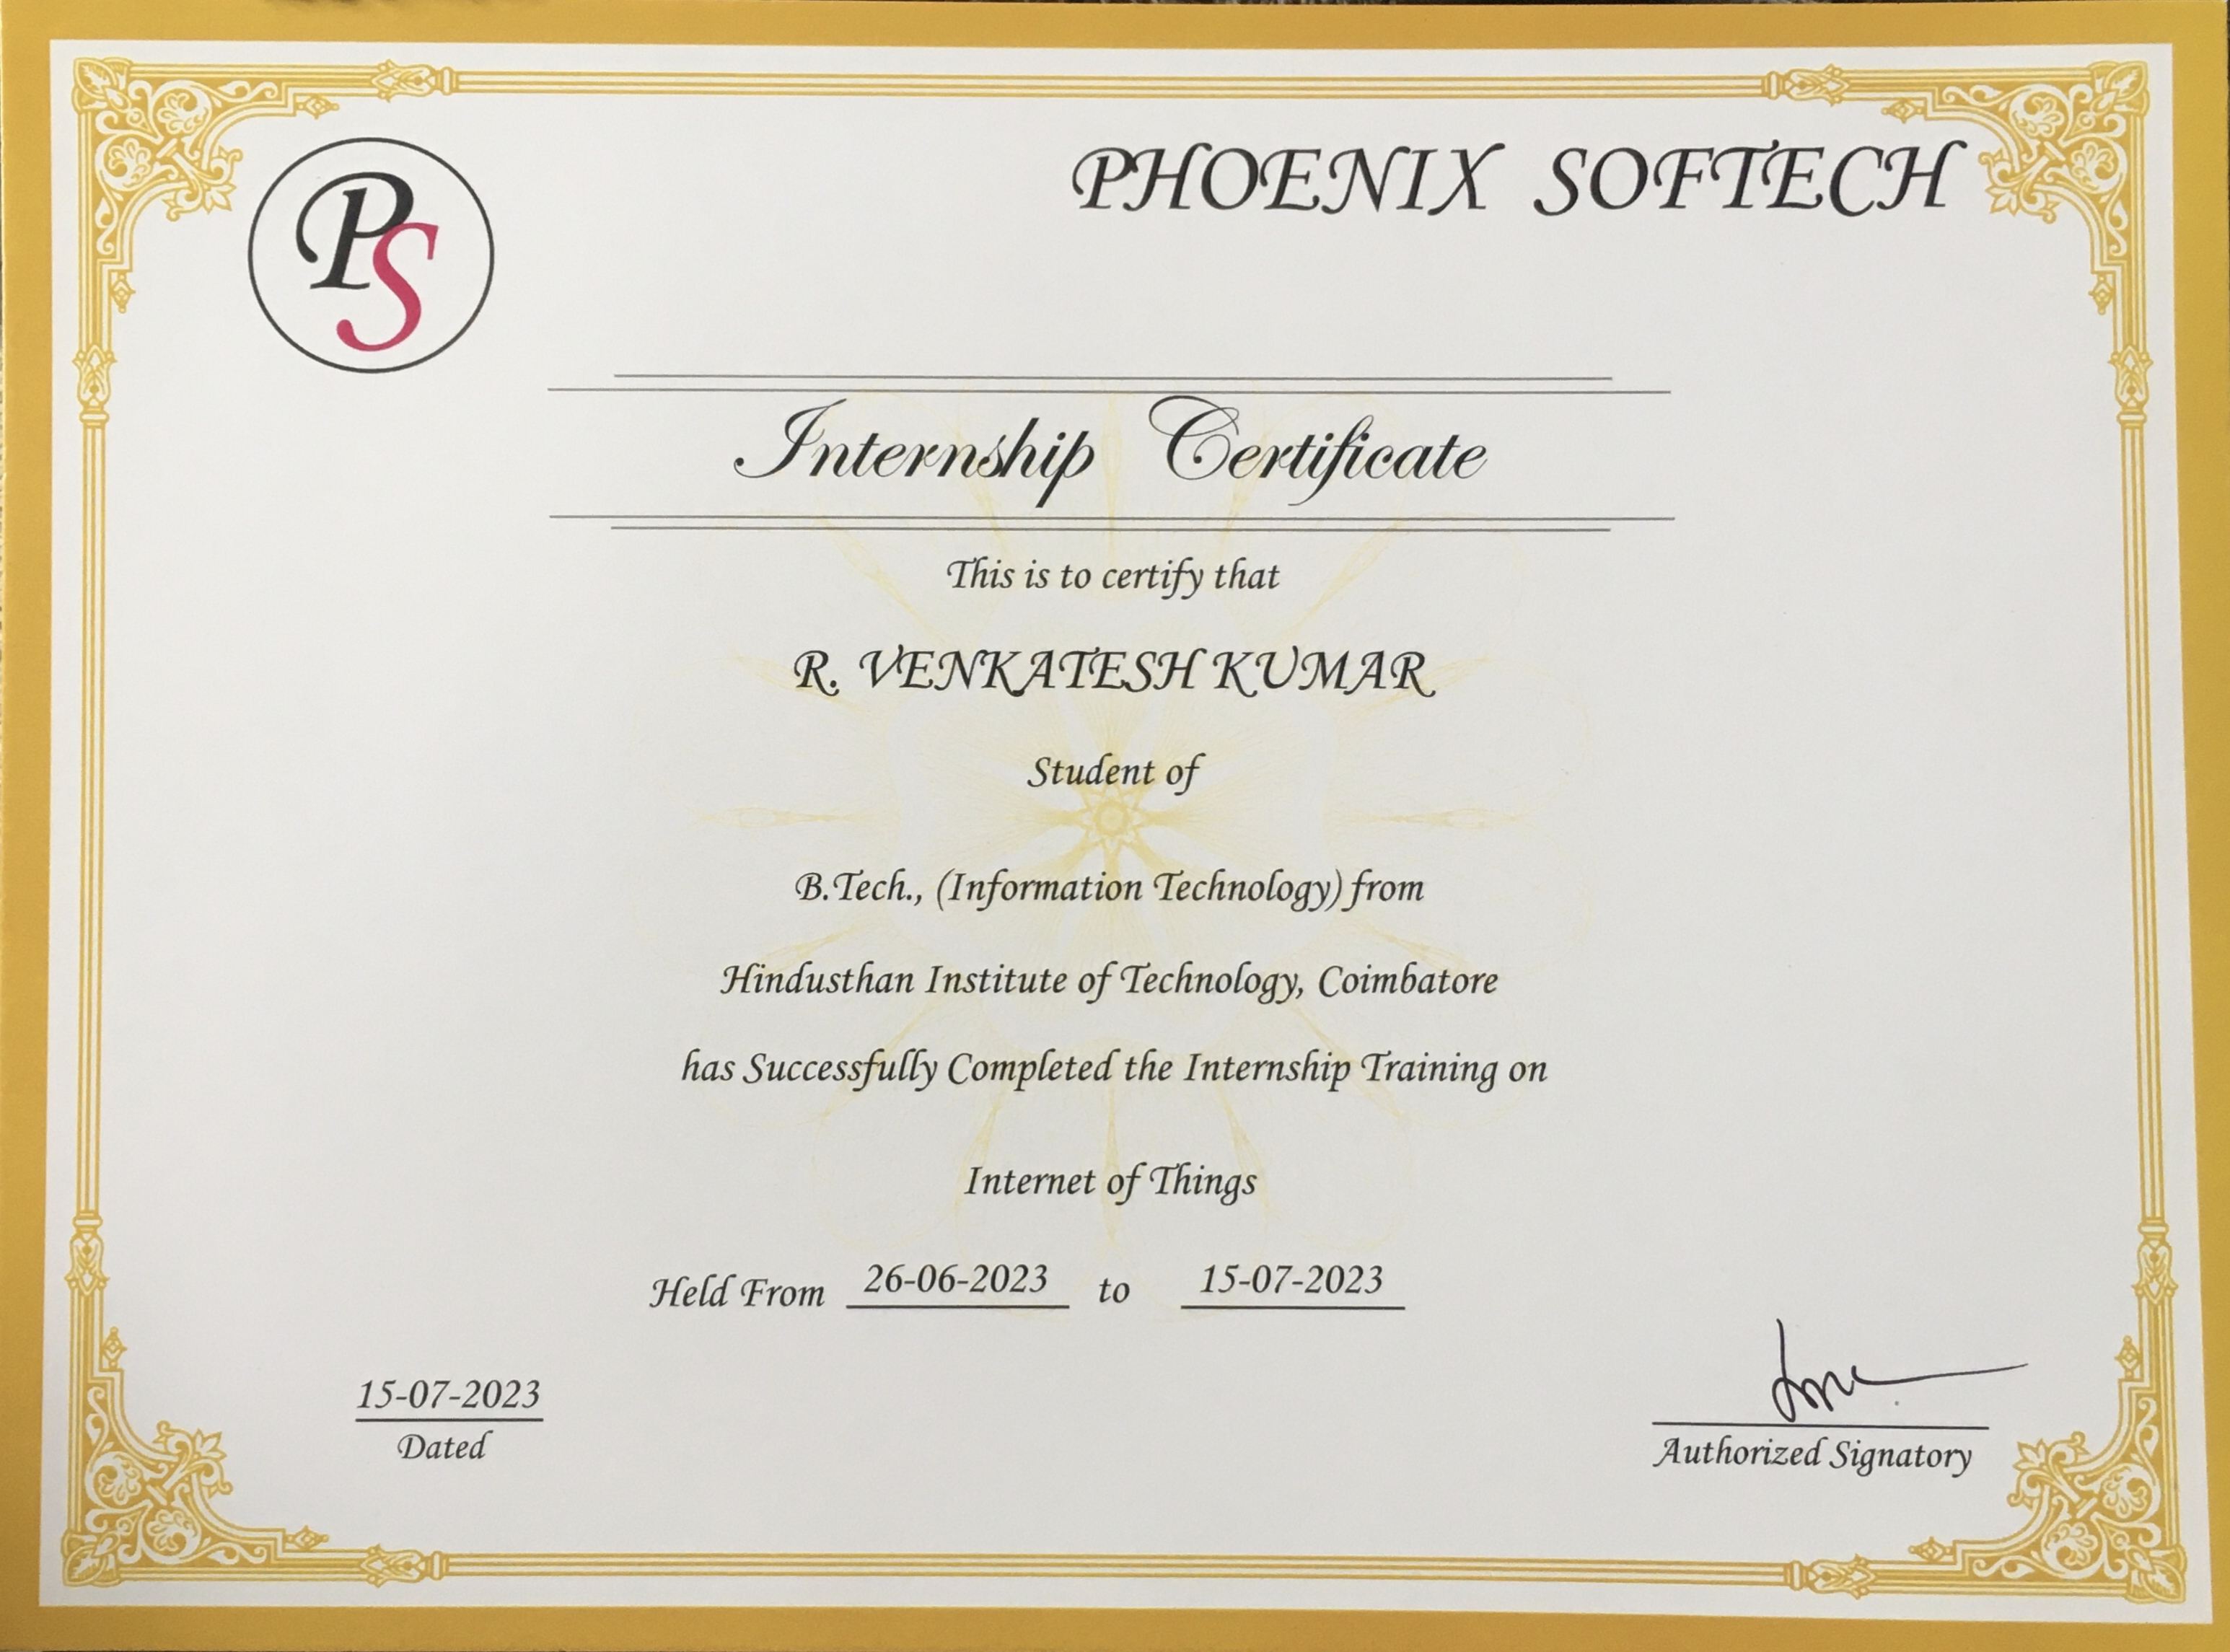 PS
PHOENIX SOFTECH
Internship Certificate
This is to certify that
R. VENKATESH KUMAR
Student of
B.Tech., (Information Technology) from
Hindusthan Institute of Technology, Coimbatore
has Successfully Completed the Internship Training on
Internet of Things
Held From 26-06-2023 to 15-07-2023
15-07-2023
Dated
Authorized Signatory